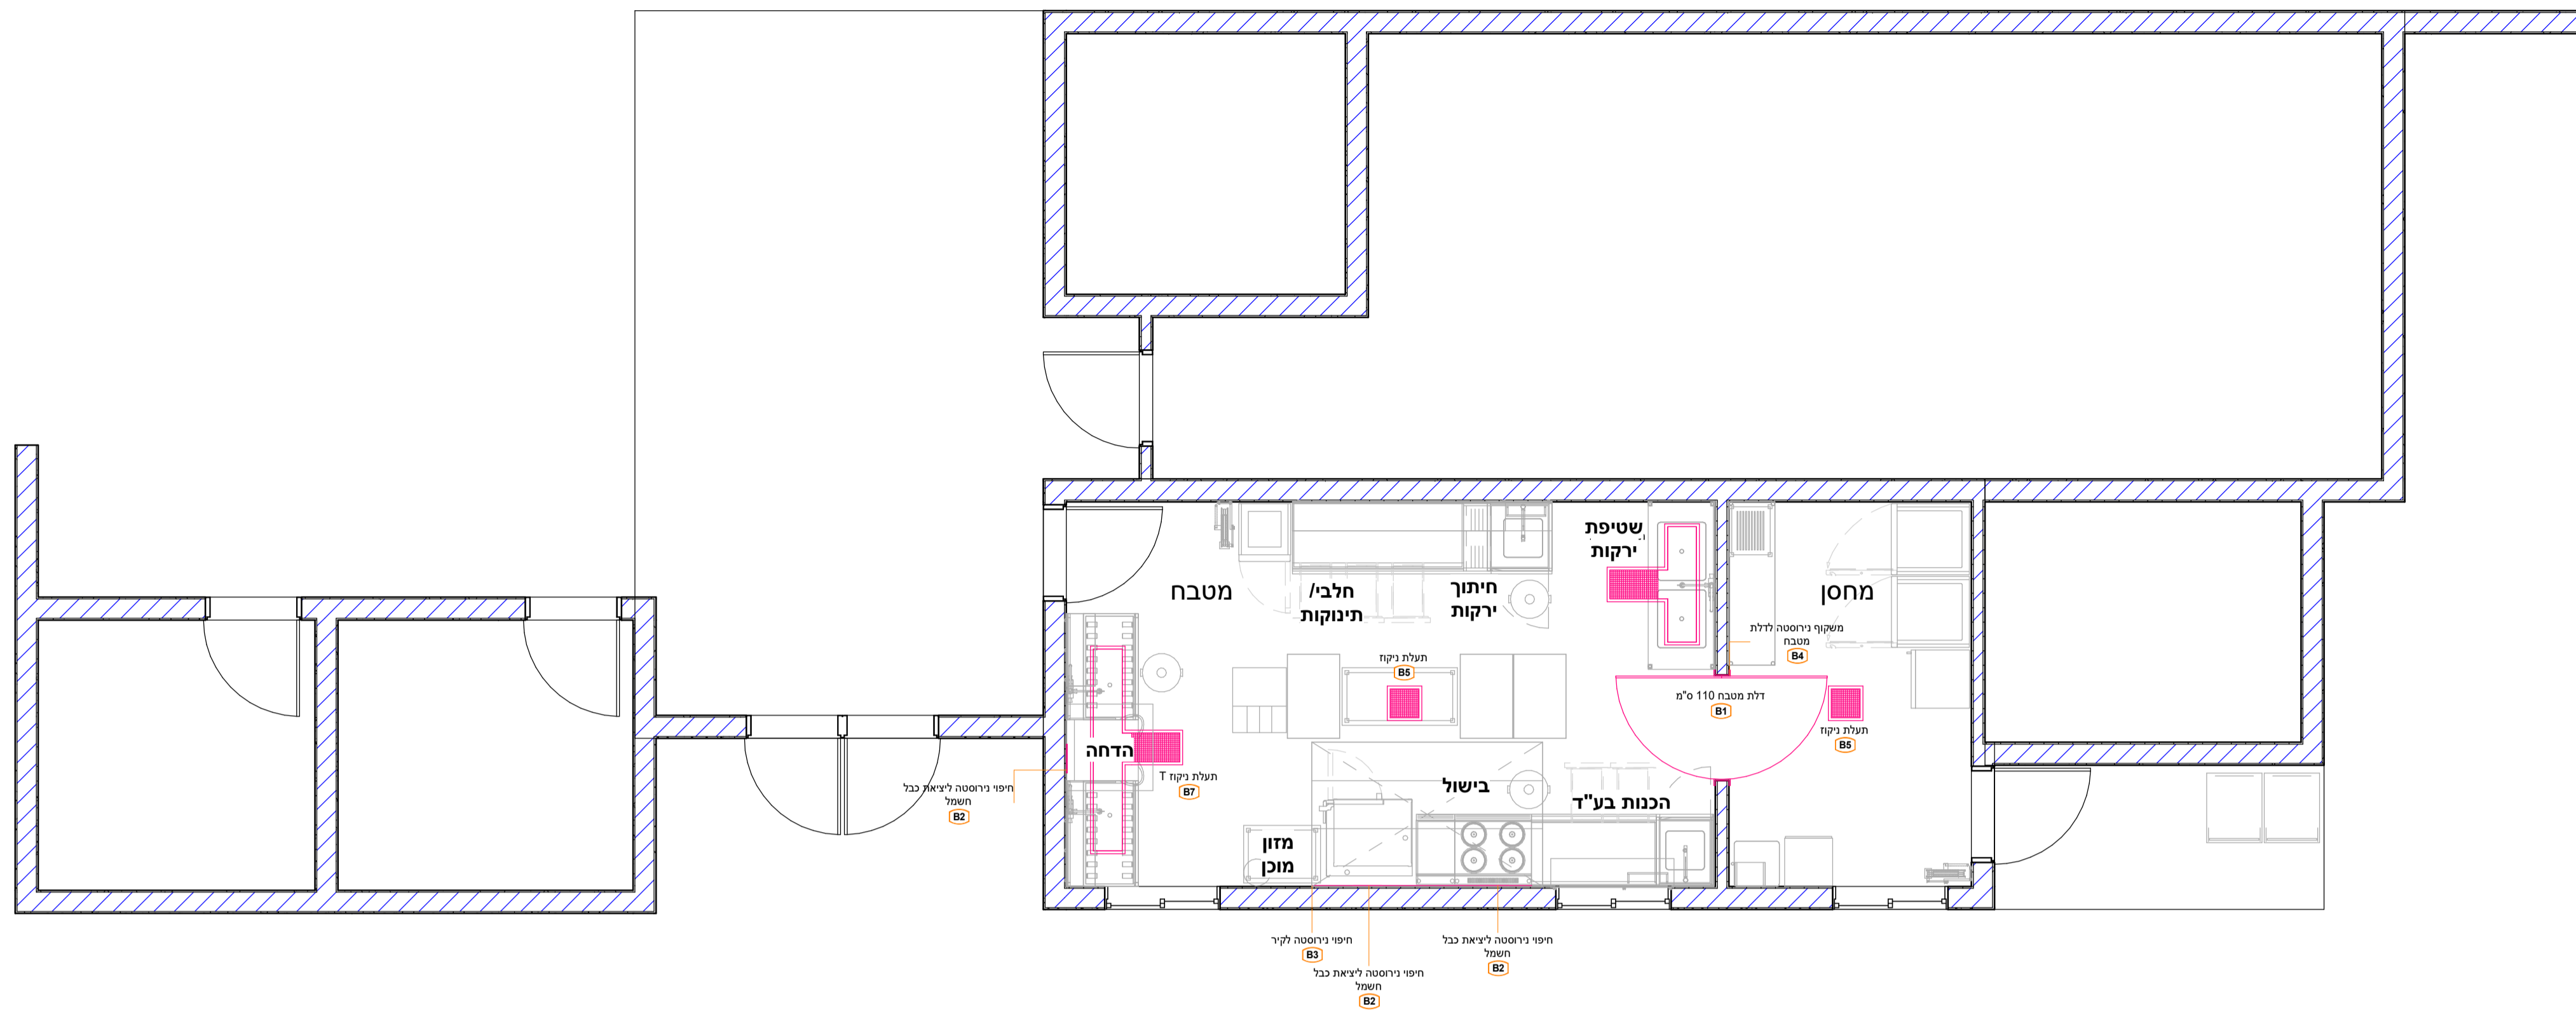 שטיפת
ירקות
מטבח
חלבי/
תינוקות
חיתוך
ירקות
מחסן
משקוף נירוסטה לדלת
מטבח
B4
תעלת ניקוז
B5
דלת מטבח 110 ס"מ
B1
תעלת ניקוז
B5
הדחה
תעלת ניקוז T
B7
חיפוי נירוסטה ליציאת כבל
חשמל
B2
בישול
הכנות בע"ד
מזון
מוכן
חיפוי נירוסטה לקיר
B3
חיפוי נירוסטה ליציאת כבל
חשמל
B2
חיפוי נירוסטה ליציאת כבל
חשמל
B2